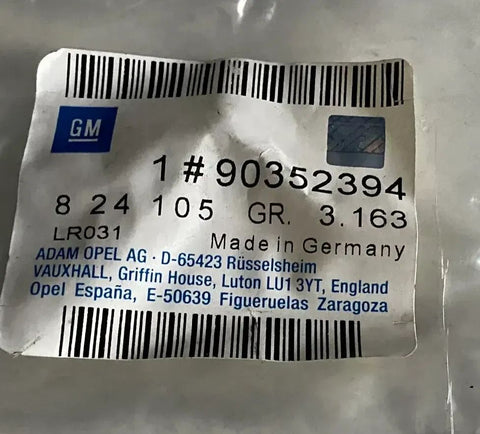 GM
1 # 90352394
8 24 105 GR. 3.163
LR031 Made in Germany
ADAM OPEL AG · D-65423 Rüsselsheim
VAUXHALL, Griffin House, Luton LU1 3YT, England
Opel España, E-50639 Figueruelas Zaragoza